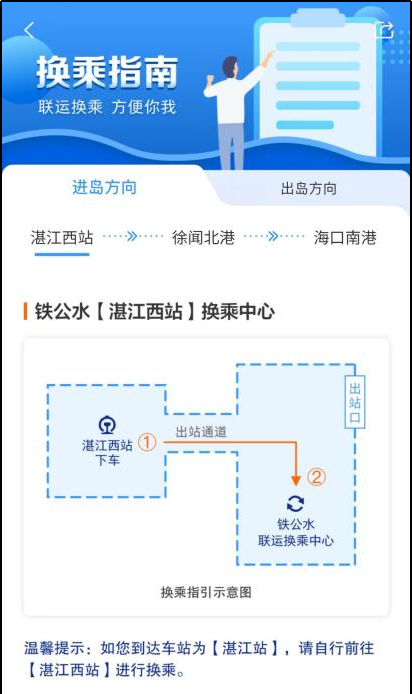 换乘指南
联运换乘 方便你我
进岛方向
出岛方向
湛江西站
徐闻北港
海口南港
铁公水【湛江西站】换乘中心
出站口
出站通道
湛江西站
下车
①
②
铁公水
联运换乘中心
换乘指引示意图
温馨提示：如您到达车站为【湛江站】，请自行前往
【湛江西站】进行换乘。